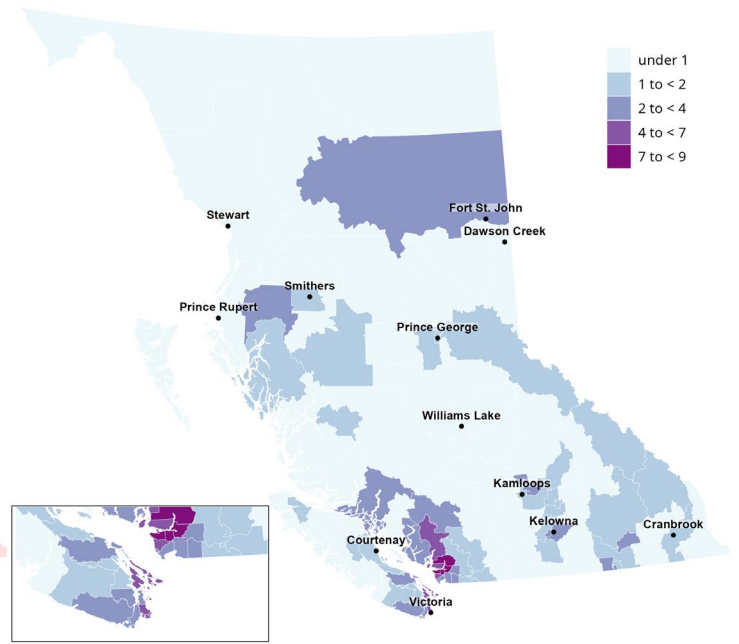 under 1
1 to < 2
2 to < 4
4 to < 7
7 to < 9
Fort St. John
Stewart
Dawson Creek
Smithers
Prince Rupert
Prince George
Williams Lake
Kamloops
Kelowna
Cranbrook
Courtenay
Victoria